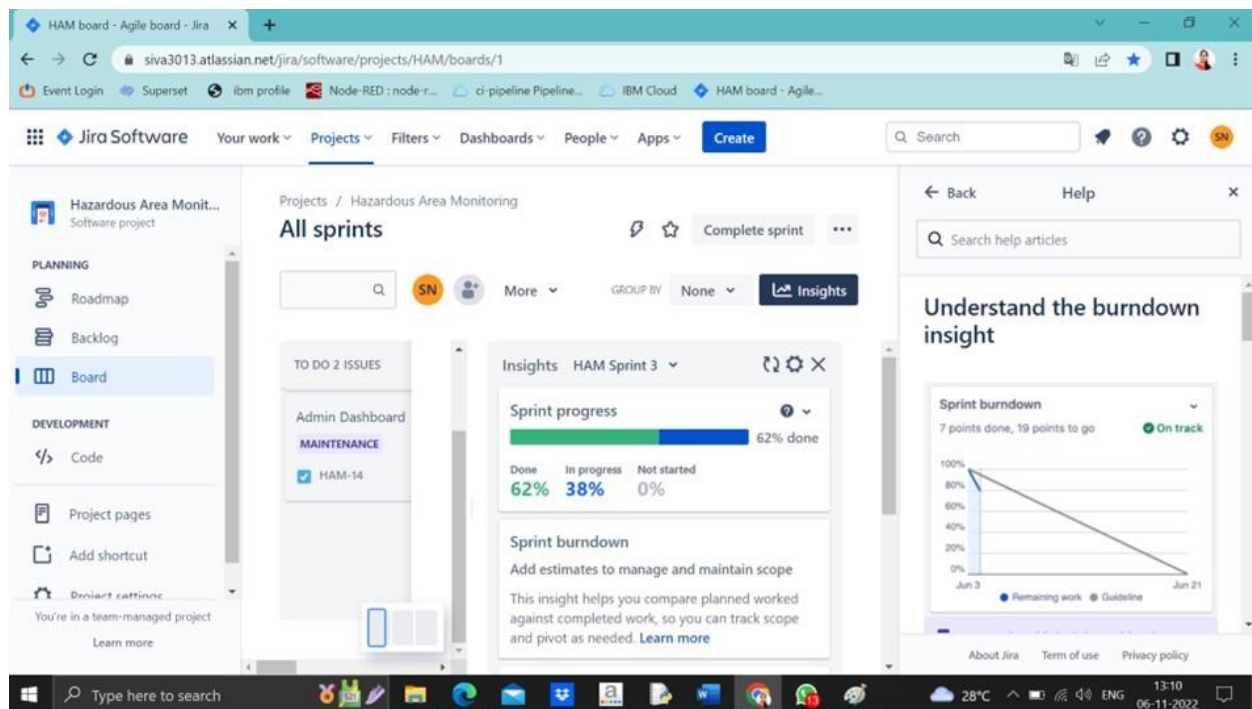 HAM board - Agile board - Jira
siva3013.atlassian.net/jira/software/projects/HAM/boards/1
Event Login Superset ibm profile Node-RED : node-r... ci-pipeline Pipeline... IBM Cloud HAM board - Agile...
Jira Software Your work Projects Filters Dashboards People Apps Create Search SN
Hazardous Area Monit...
Software project
PLANNING
Roadmap
Backlog
Board
DEVELOPMENT
Code
Project pages
Add shortcut
Project settings
You're in a team-managed project
Learn more
Projects / Hazardous Area Monitoring
All sprints
Complete sprint
SN More GROUP BY None Insights
TO DO 2 ISSUES
Admin Dashboard
MAINTENANCE
HAM-14
Insights HAM Sprint 3
Sprint progress
62% done
Done In progress Not started
62% 38% 0%
Sprint burndown
Add estimates to manage and maintain scope
This insight helps you compare planned worked
against completed work, so you can track scope
and pivot as needed. Learn more
Back Help
Search help articles
Understand the burndown
insight
Sprint burndown
7 points done, 19 points to go On track
100%
80%
60%
40%
20%
0%
Jun 3 Jun 21
Remaining work Guideline
About Jira Term of use Privacy policy
Type here to search
28°C ENG
13:10
06-11-2022